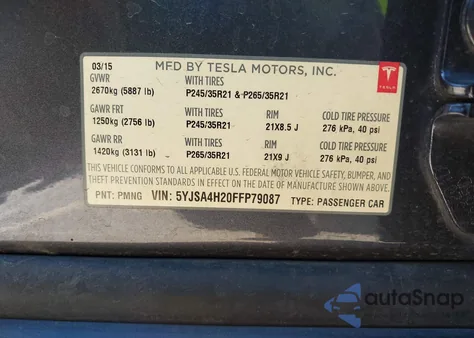 03/15 MFD BY TESLA MOTORS, INC.
GVWR WITH TIRES
2670kg (5887 lb) P245/35R21 & P265/35R21
TESLA
GAWR FRT WITH TIRES RIM COLD TIRE PRESSURE
1250kg (2756 lb) P245/35R21 21X8.5 J 276 kPa, 40 psi
GAWR RR WITH TIRES RIM COLD TIRE PRESSURE
1420kg (3131 lb) P265/35R21 21X9 J 276 kPa, 40 psi
THIS VEHICLE CONFORMS TO ALL APPLICABLE U.S. FEDERAL MOTOR VEHICLE SAFETY, BUMPER, AND
THEFT PREVENTION STANDARDS IN EFFECT ON THE DATE OF MANUFACTURE SHOWN ABOVE.
PNT: PMNG VIN: 5YJSA4H20FFP79087 TYPE: PASSENGER CAR
autoSnap